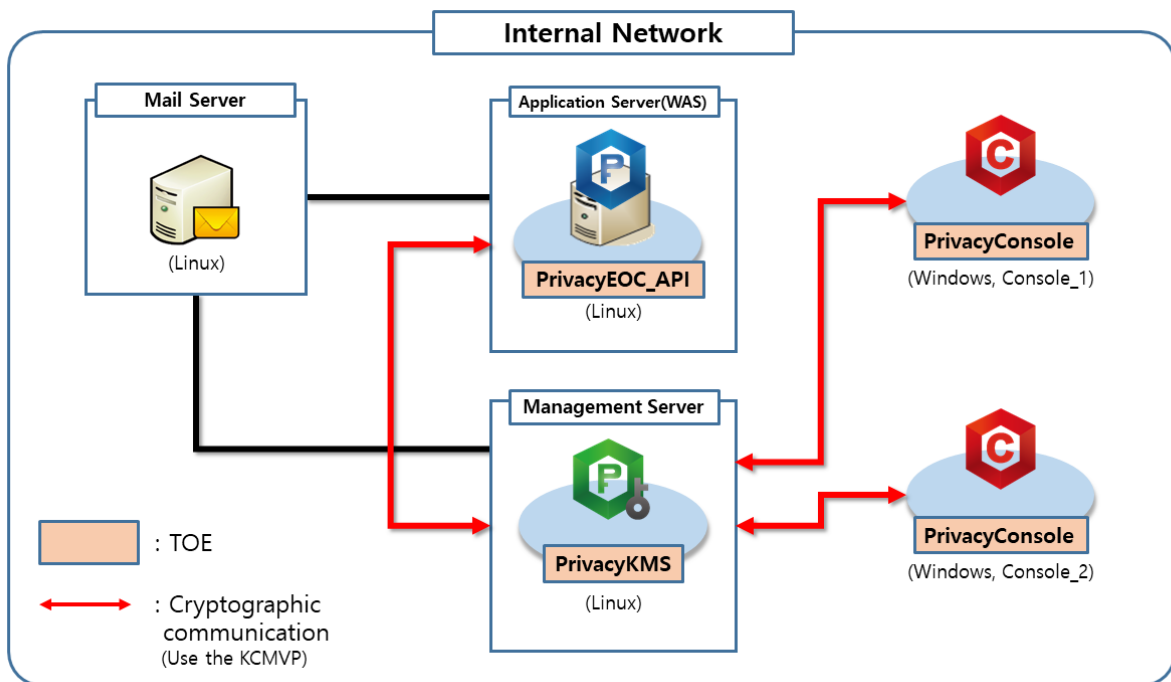 Internal Network
Mail Server
(Linux)
Application Server(WAS)
P
PrivacyEOC_API
(Linux)
C
PrivacyConsole
(Windows, Console_1)
Management Server
P
PrivacyKMS
(Linux)
C
PrivacyConsole
(Windows, Console_2)
: TOE
: Cryptographic
communication
(Use the KCMVP)